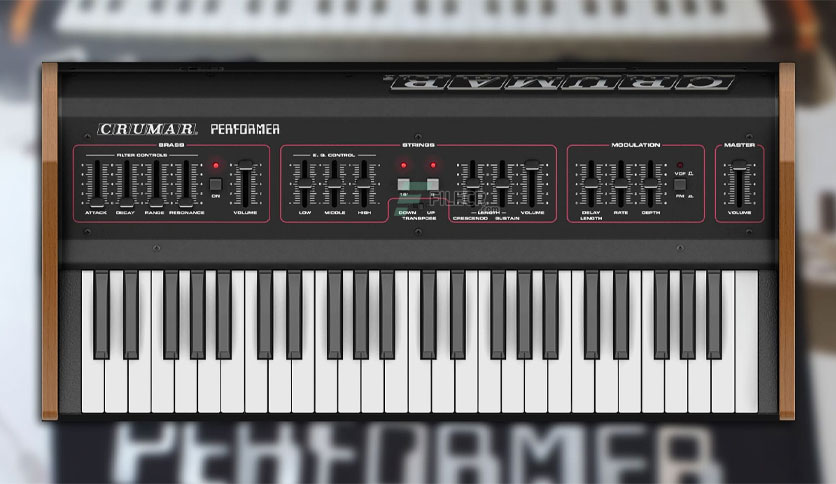 CRUMAR
CRUMAR PERFORMER
BRASS STRINGS MODULATION MASTER
FILTER CONTROLS E. Q. CONTROL
VCF
ON
FM
ATTACK DECAY RANGE RESONANCE VOLUME
LOW MIDDLE HIGH
DOWN UP
TRANSPOSE
LENGTH
CRESCENDO SUSTAIN VOLUME
DELAY LENGTH RATE DEPTH
VOLUME
PERFORMER